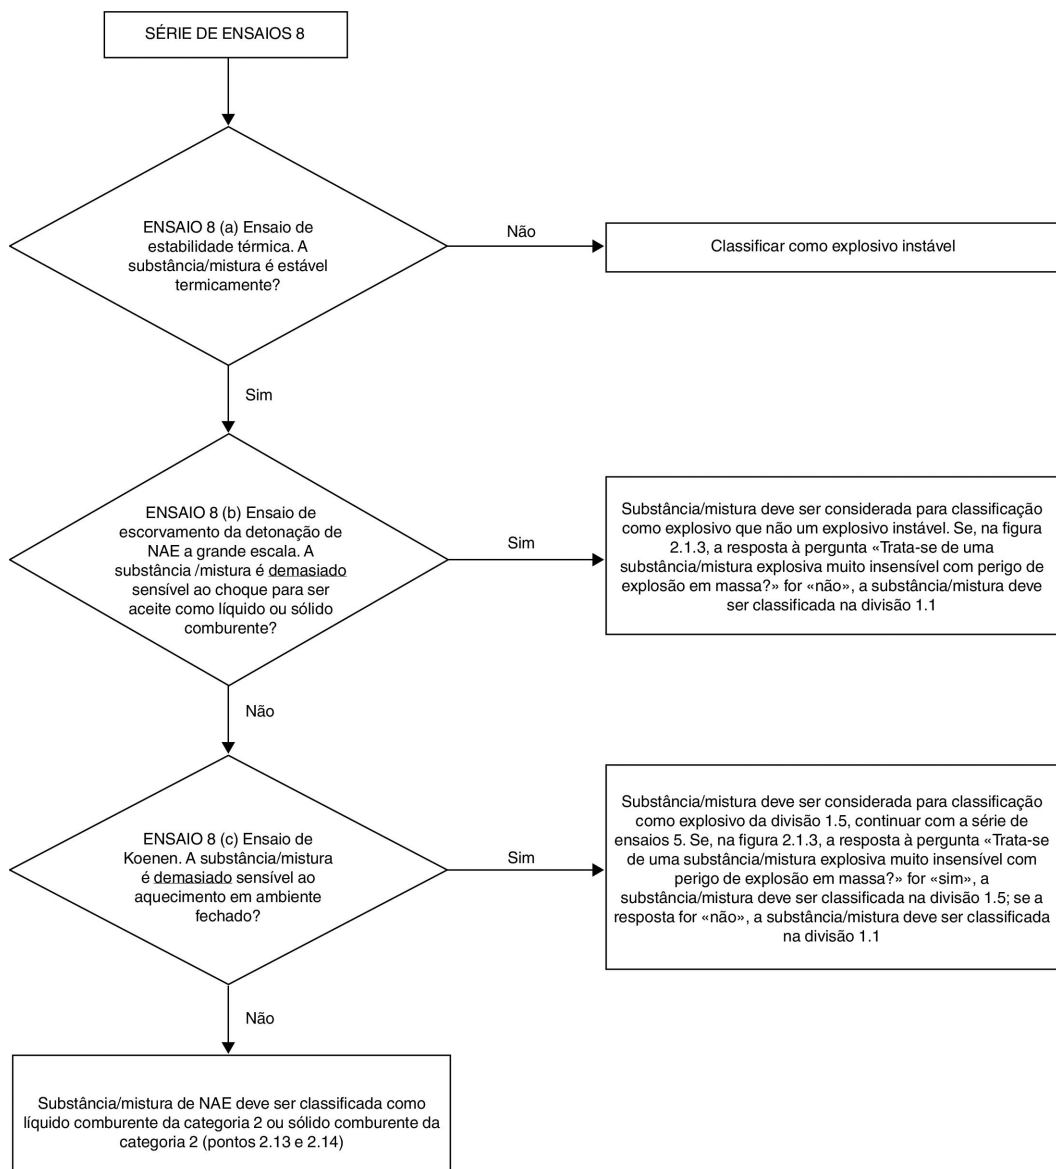 SÉRIE DE ENSAIOS 8
ENSAIO 8 (a) Ensaio de
estabilidade térmica. A
substância/mistura é estável
termicamente?
Não
Classificar como explosivo instável
Sim
ENSAIO 8 (b) Ensaio de
escorvamento da detonação de
NAE a grande escala. A
substância /mistura é demasiado
sensível ao choque para ser
aceite como líquido ou sólido
comburente?
Sim
Substância/mistura deve ser considerada para classificação
como explosivo que não um explosivo instável. Se, na figura
2.1.3, a resposta à pergunta «Trata-se de uma
substância/mistura explosiva muito insensível com perigo de
explosão em massa?» for «não», a substância/mistura deve
ser classificada na divisão 1.1
Não
ENSAIO 8 (c) Ensaio de
Koenen. A substância/mistura
é demasiado sensível ao
aquecimento em ambiente
fechado?
Sim
Substância/mistura deve ser considerada para classificação
como explosivo da divisão 1.5, continuar com a série de
ensaios 5. Se, na figura 2.1.3, a resposta à pergunta «Trata-se
de uma substância/mistura explosiva muito insensível com
perigo de explosão em massa?» for «sim», a
substância/mistura deve ser classificada na divisão 1.5; se a
resposta for «não», a substância/mistura deve ser classificada
na divisão 1.1
Não
Substância/mistura de NAE deve ser classificada como
líquido comburente da categoria 2 ou sólido comburente da
categoria 2 (pontos 2.13 e 2.14)